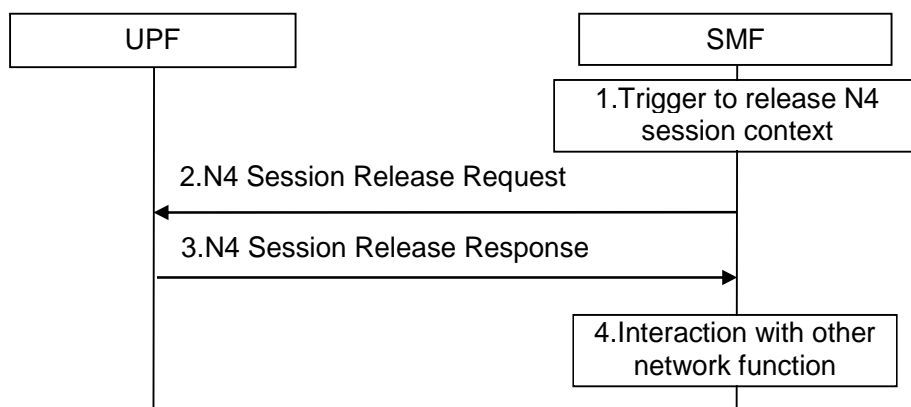 UPF
SMF
1.Trigger to release N4
session context
2.N4 Session Release Request
3.N4 Session Release Response
4.Interaction with other
network function